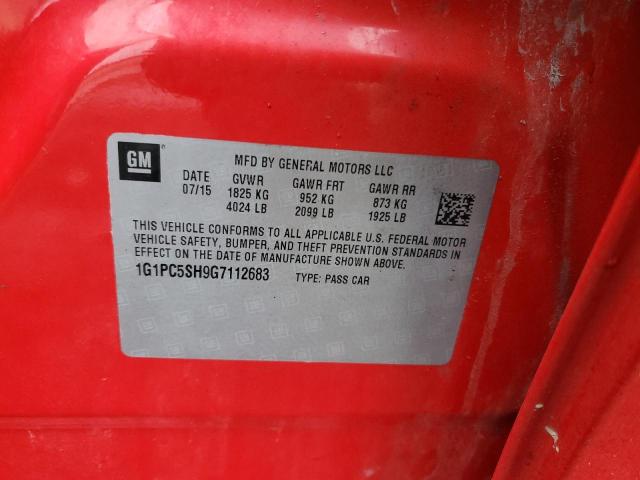 GM
MFD BY GENERAL MOTORS LLC
DATE GVWR GAWR FRT GAWR RR
07/15 1825 KG 952 KG 873 KG
4024 LB 2099 LB 1925 LB
THIS VEHICLE CONFORMS TO ALL APPLICABLE U.S. FEDERAL MOTOR
VEHICLE SAFETY, BUMPER, AND THEFT PREVENTION STANDARDS IN
EFFECT ON THE DATE OF MANUFACTURE SHOWN ABOVE.
1G1PC5SH9G7112683 TYPE: PASS CAR